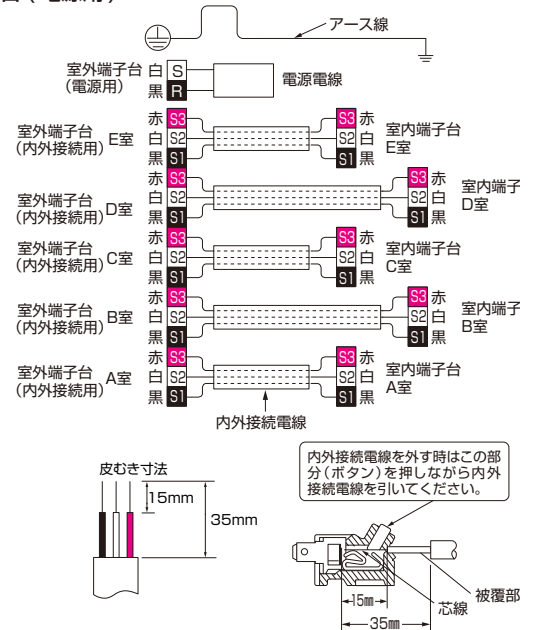 アース線
室外端子台
(電源用)
白 S
黒 R
電源電線
室外端子台
(内外接続用)
E室
赤 S3
白 S2
黒 S1
S3 赤
S2 白
S1 黒
室内端子台
E室
室外端子台
(内外接続用)
D室
赤 S3
白 S2
黒 S1
S3 赤
S2 白
S1 黒
室内端子
D室
室外端子台
(内外接続用)
C室
赤 S3
白 S2
黒 S1
S3 赤
S2 白
S1 黒
室内端子台
C室
室外端子台
(内外接続用)
B室
赤 S3
白 S2
黒 S1
S3 赤
S2 白
S1 黒
室内端子
B室
室外端子台
(内外接続用)
A室
赤 S3
白 S2
黒 S1
S3 赤
S2 白
S1 黒
室内端子台
A室
内外接続電線
皮むき寸法
15mm
35mm
内外接続電線を外す時はこの部
分(ボタン)を押しながら内外
接続電線を引いてください。
被覆部
芯線
15㎜
35㎜